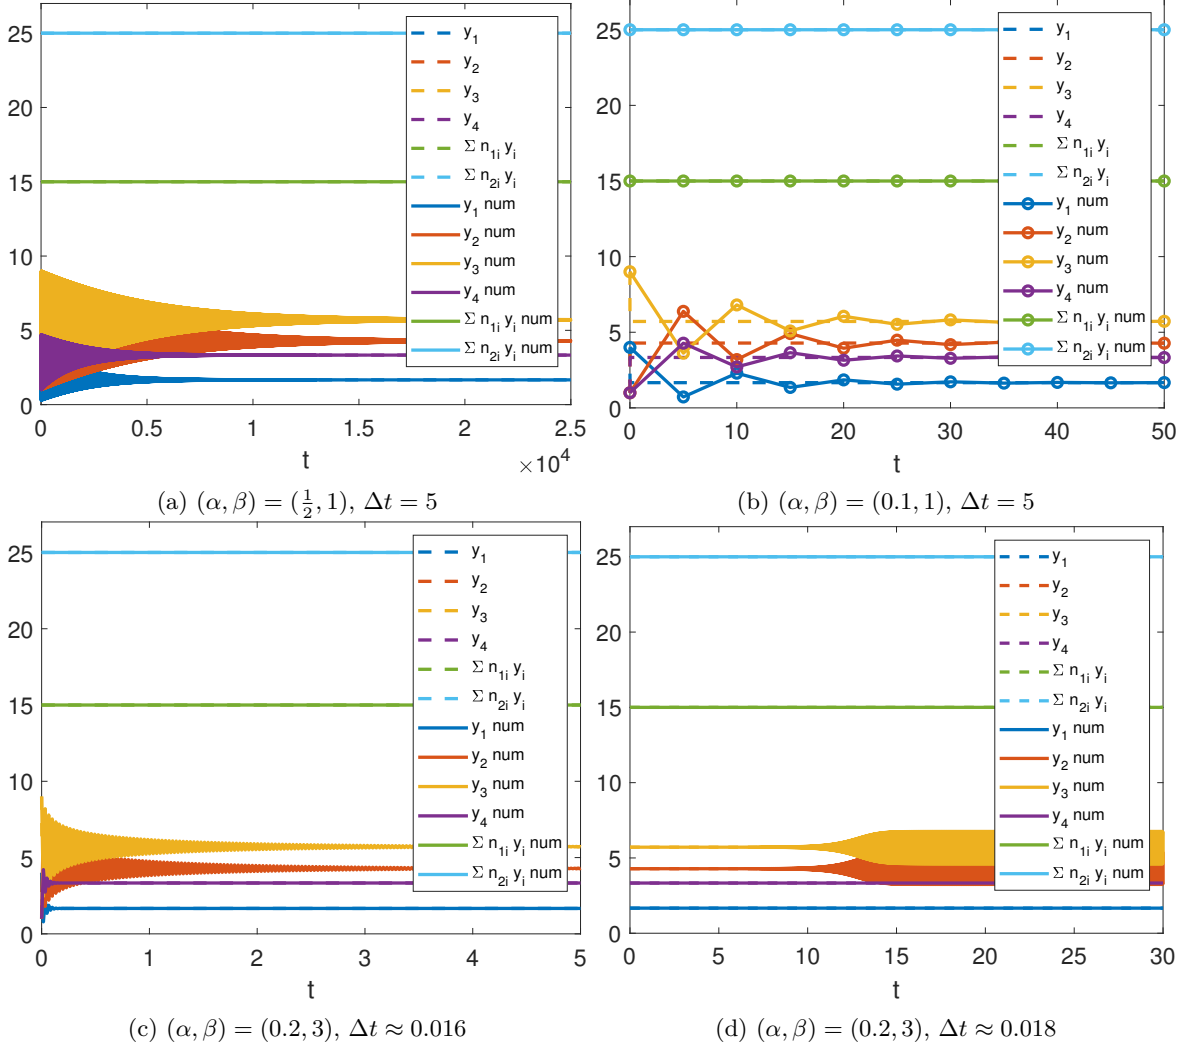 25
20
15
10
5
0
0
0.5
1
1.5
2
2.5
×10⁴
t
y₁
y₂
y₃
y₄
Σ n₁ᵢ yᵢ
Σ n₂ᵢ yᵢ
y₁ num
y₂ num
y₃ num
y₄ num
Σ n₁ᵢ yᵢ num
Σ n₂ᵢ yᵢ num
(a) (α, β) = (½, 1), Δt = 5
25
20
15
10
5
0
0
10
20
30
40
50
t
y₁
y₂
y₃
y₄
Σ n₁ᵢ yᵢ
Σ n₂ᵢ yᵢ
y₁ num
y₂ num
y₃ num
y₄ num
Σ n₁ᵢ yᵢ num
Σ n₂ᵢ yᵢ num
(b) (α, β) = (0.1, 1), Δt = 5
25
20
15
10
5
0
0
1
2
3
4
5
t
y₁
y₂
y₃
y₄
Σ n₁ᵢ yᵢ
Σ n₂ᵢ yᵢ
y₁ num
y₂ num
y₃ num
y₄ num
Σ n₁ᵢ yᵢ num
Σ n₂ᵢ yᵢ num
(c) (α, β) = (0.2, 3), Δt ≈ 0.016
25
20
15
10
5
0
0
5
10
15
20
25
30
t
y₁
y₂
y₃
y₄
Σ n₁ᵢ yᵢ
Σ n₂ᵢ yᵢ
y₁ num
y₂ num
y₃ num
y₄ num
Σ n₁ᵢ yᵢ num
Σ n₂ᵢ yᵢ num
(d) (α, β) = (0.2, 3), Δt ≈ 0.018